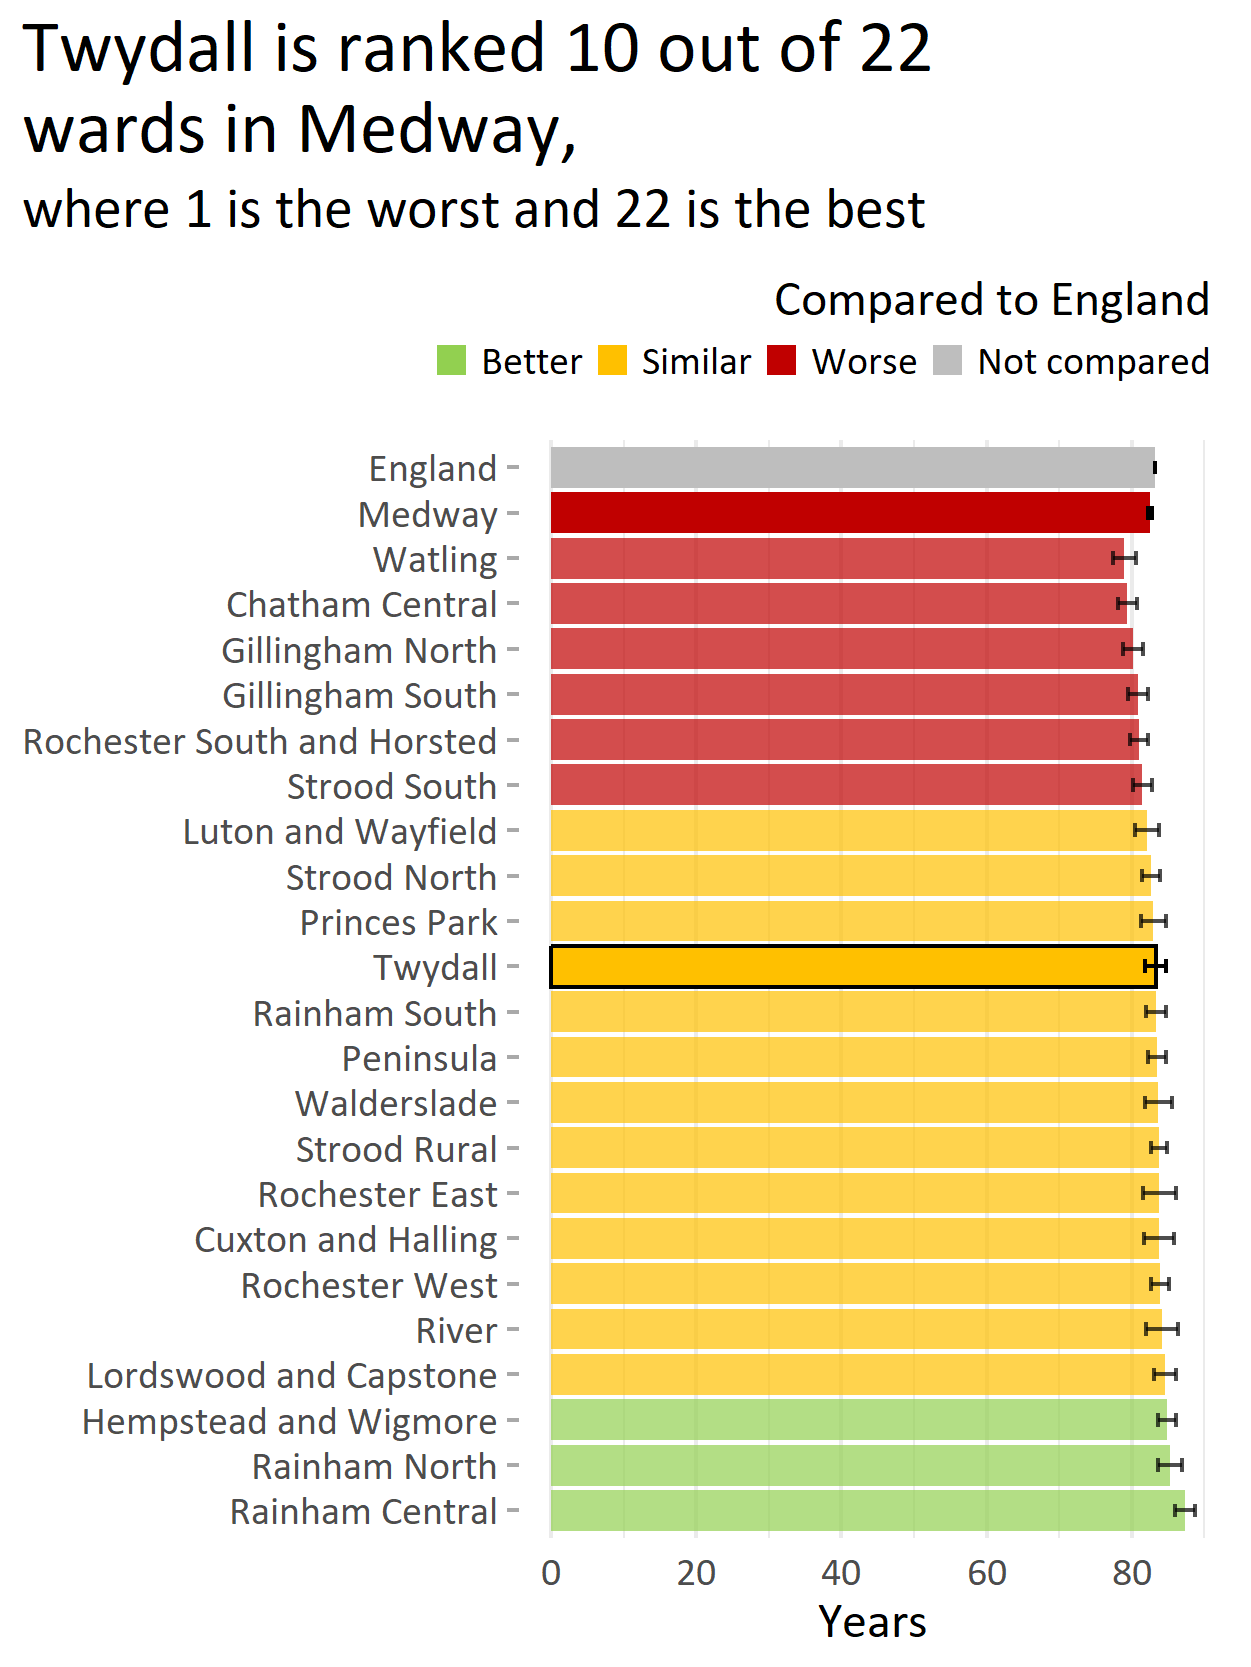 Twydall is ranked 10 out of 22
wards in Medway,
where 1 is the worst and 22 is the best
Compared to England
Better Similar Worse Not compared
England
Medway
Watling
Chatham Central
Gillingham North
Gillingham South
Rochester South and Horsted
Strood South
Luton and Wayfield
Strood North
Princes Park
Twydall
Rainham South
Peninsula
Walderslade
Strood Rural
Rochester East
Cuxton and Halling
Rochester West
River
Lordswood and Capstone
Hempstead and Wigmore
Rainham North
Rainham Central
0 20 40 60 80
Years